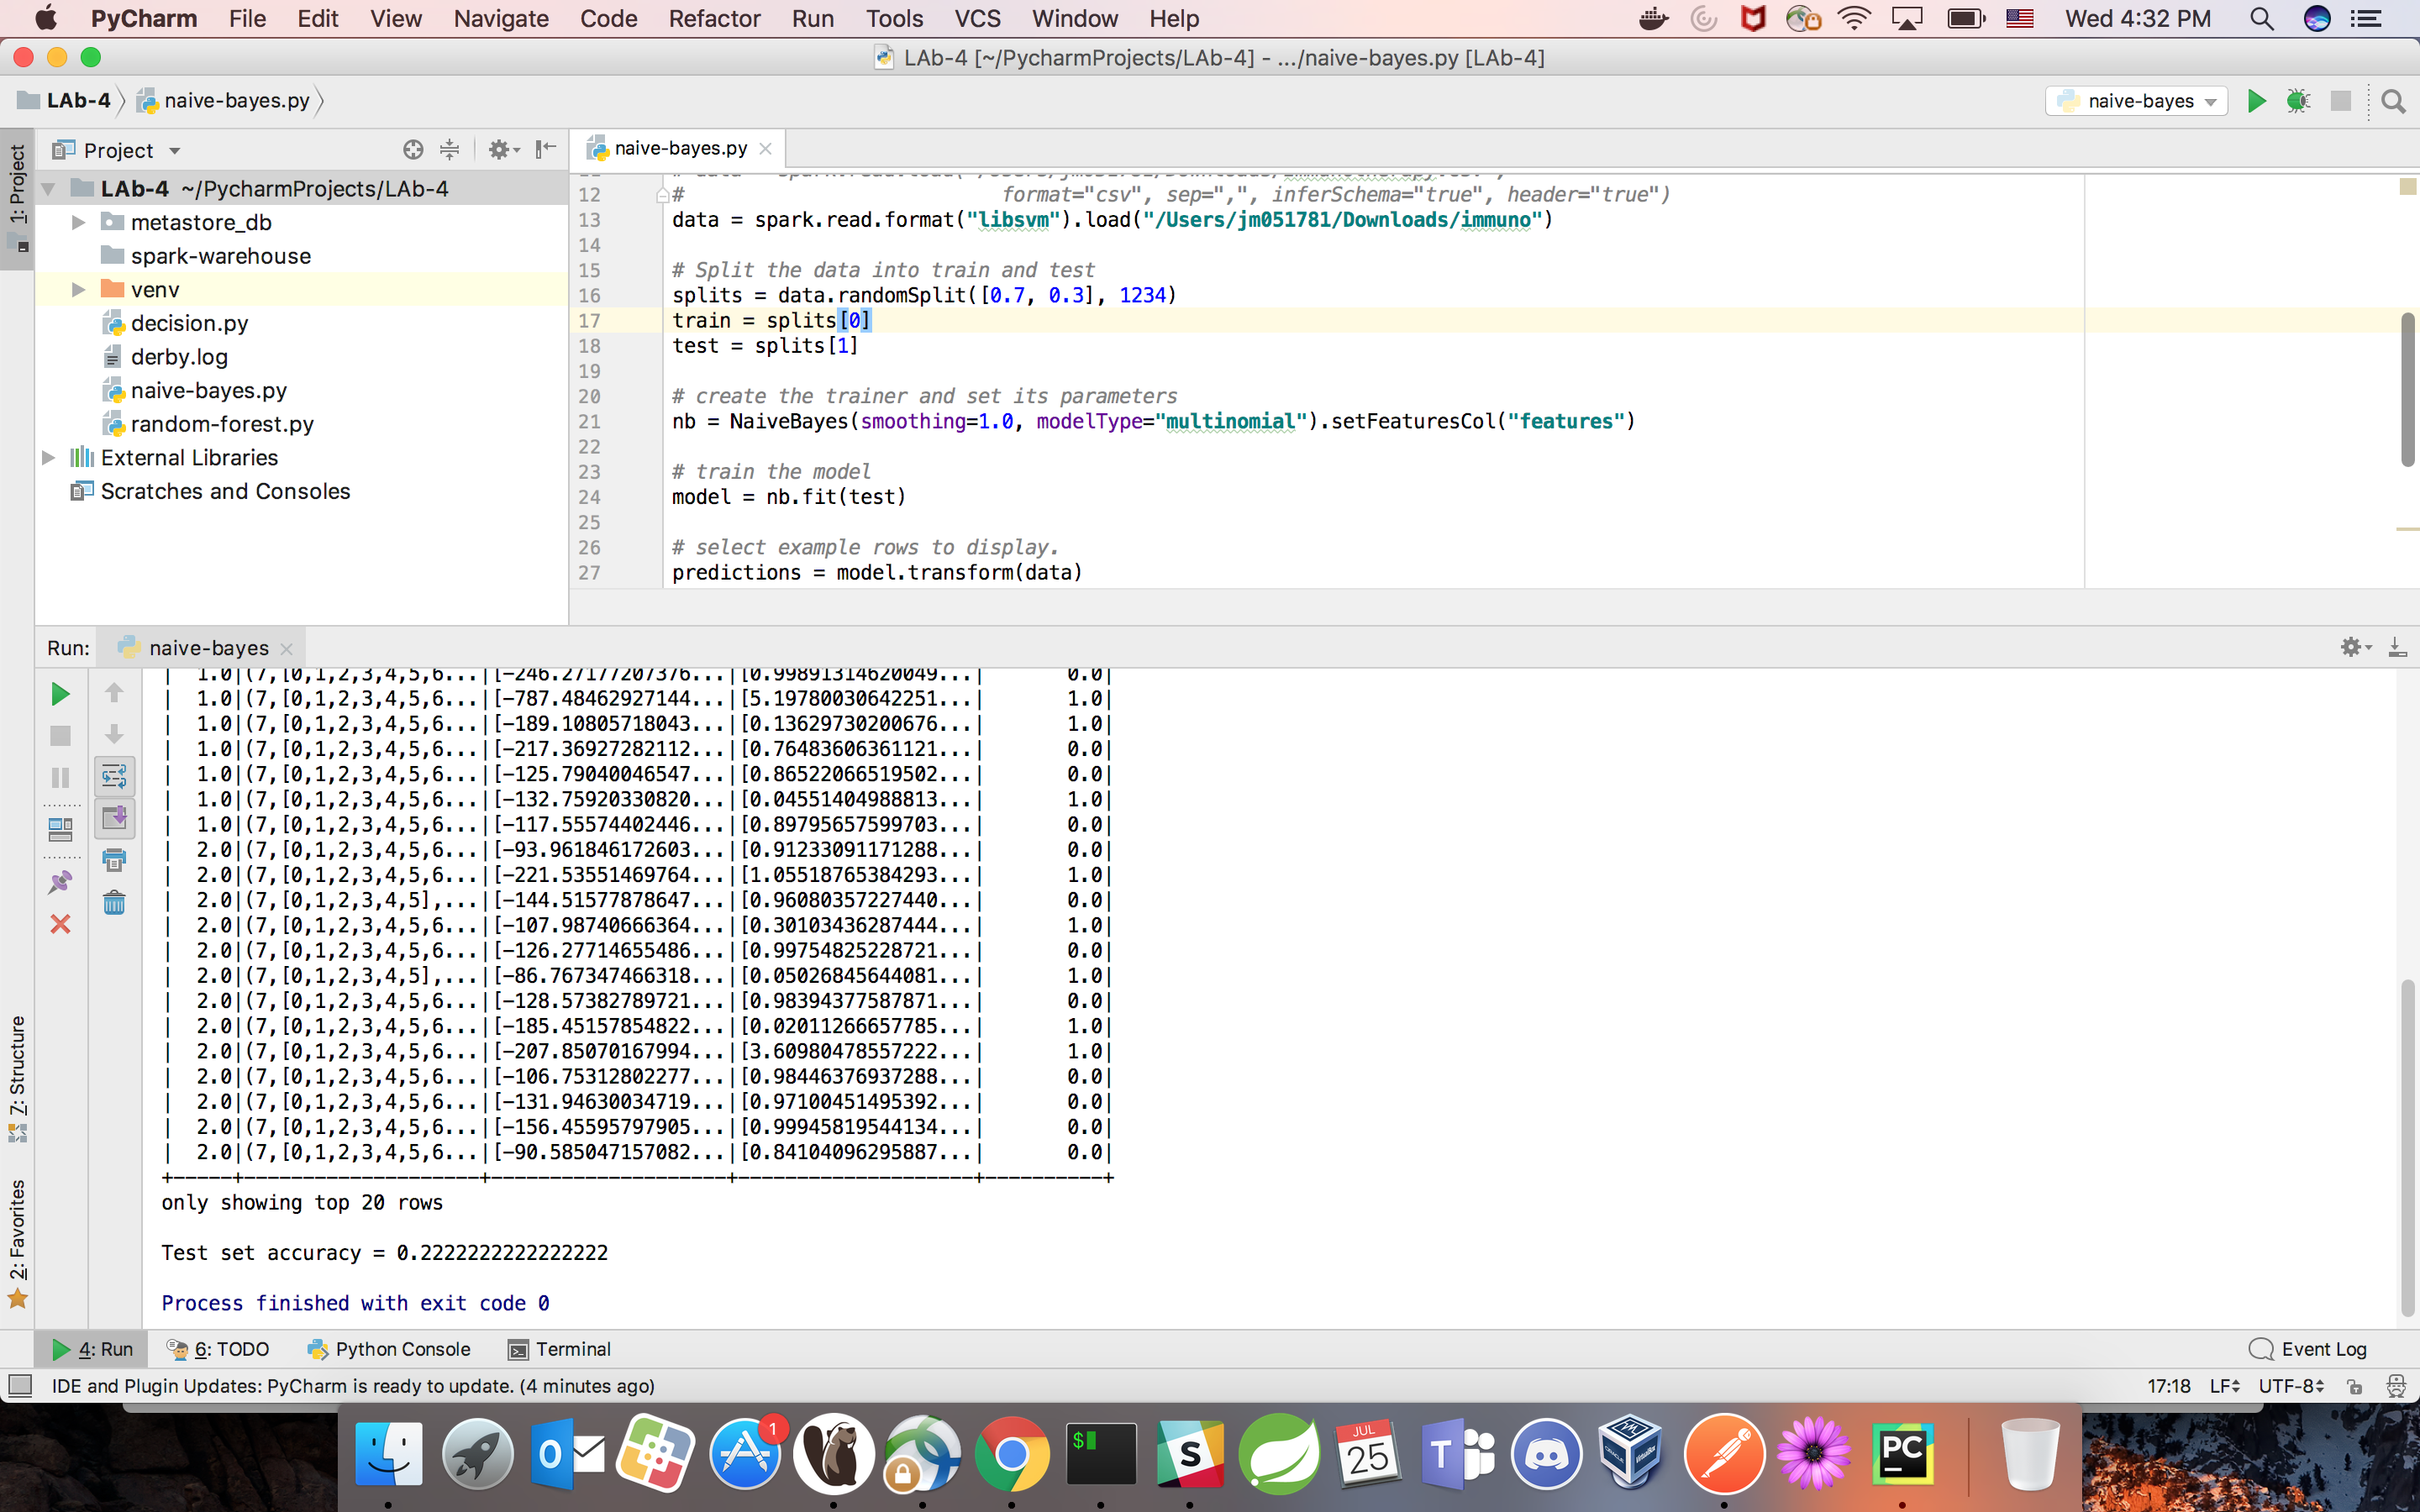 PyCharm File Edit View Navigate Code Refactor Run Tools VCS Window Help Wed 4:32 PM
LAb-4 [~/PycharmProjects/LAb-4] - .../naive-bayes.py [LAb-4]
LAb-4 naive-bayes.py naive-bayes
1: Project
Project
naive-bayes.py
LAb-4 ~/PycharmProjects/LAb-4
metastore_db
spark-warehouse
venv
decision.py
derby.log
naive-bayes.py
random-forest.py
External Libraries
Scratches and Consoles
12 # format="csv", sep=",", inferSchema="true", header="true")
13 data = spark.read.format("libsvm").load("/Users/jm051781/Downloads/immuno")
14
15 # Split the data into train and test
16 splits = data.randomSplit([0.7, 0.3], 1234)
17 train = splits[0]
18 test = splits[1]
19
20 # create the trainer and set its parameters
21 nb = NaiveBayes(smoothing=1.0, modelType="multinomial").setFeaturesCol("features")
22
23 # train the model
24 model = nb.fit(test)
25
26 # select example rows to display.
27 predictions = model.transform(data)
Run: naive-bayes
| 1.0|(7,[0,1,2,3,4,5,6...|[-246.27177207376...|[0.99891314620049...| 0.0|
| 1.0|(7,[0,1,2,3,4,5,6...|[-787.48462927144...|[5.19780030642251...| 1.0|
| 1.0|(7,[0,1,2,3,4,5,6...|[-189.10805718043...|[0.13629730200676...| 1.0|
| 1.0|(7,[0,1,2,3,4,5,6...|[-217.36927282112...|[0.76483606361121...| 0.0|
| 1.0|(7,[0,1,2,3,4,5,6...|[-125.79040046547...|[0.86522066519502...| 0.0|
| 1.0|(7,[0,1,2,3,4,5,6...|[-132.75920330820...|[0.04551404988813...| 1.0|
| 1.0|(7,[0,1,2,3,4,5,6...|[-117.55574402446...|[0.89795657599703...| 0.0|
| 2.0|(7,[0,1,2,3,4,5,6...|[-93.961846172603...|[0.91233091171288...| 0.0|
| 2.0|(7,[0,1,2,3,4,5,6...|[-221.53551469764...|[1.05518765384293...| 1.0|
| 2.0|(7,[0,1,2,3,4,5],...|[-144.51577878647...|[0.96080357227440...| 0.0|
| 2.0|(7,[0,1,2,3,4,5,6...|[-107.98740666364...|[0.30103436287444...| 1.0|
| 2.0|(7,[0,1,2,3,4,5,6...|[-126.27714655486...|[0.99754825228721...| 0.0|
| 2.0|(7,[0,1,2,3,4,5],...|[-86.767347466318...|[0.05026845644081...| 1.0|
| 2.0|(7,[0,1,2,3,4,5,6...|[-128.57382789721...|[0.98394377587871...| 0.0|
| 2.0|(7,[0,1,2,3,4,5,6...|[-185.45157854822...|[0.02011266657785...| 1.0|
| 2.0|(7,[0,1,2,3,4,5,6...|[-207.85070167994...|[3.60980478557222...| 1.0|
| 2.0|(7,[0,1,2,3,4,5,6...|[-106.75312802277...|[0.98446376937288...| 0.0|
| 2.0|(7,[0,1,2,3,4,5,6...|[-131.94630034719...|[0.97100451495392...| 0.0|
| 2.0|(7,[0,1,2,3,4,5,6...|[-156.45595797905...|[0.99945819544134...| 0.0|
| 2.0|(7,[0,1,2,3,4,5,6...|[-90.585047157082...|[0.84104096295887...| 0.0|
+-----+--------------------+--------------------+--------------------+----------+
only showing top 20 rows
Test set accuracy = 0.2222222222222222
Process finished with exit code 0
7: Structure
2: Favorites
4: Run 6: TODO Python Console Terminal Event Log
IDE and Plugin Updates: PyCharm is ready to update. (4 minutes ago) 17:18 LF UTF-8
1
O
$
S
JUL
25
T
PC